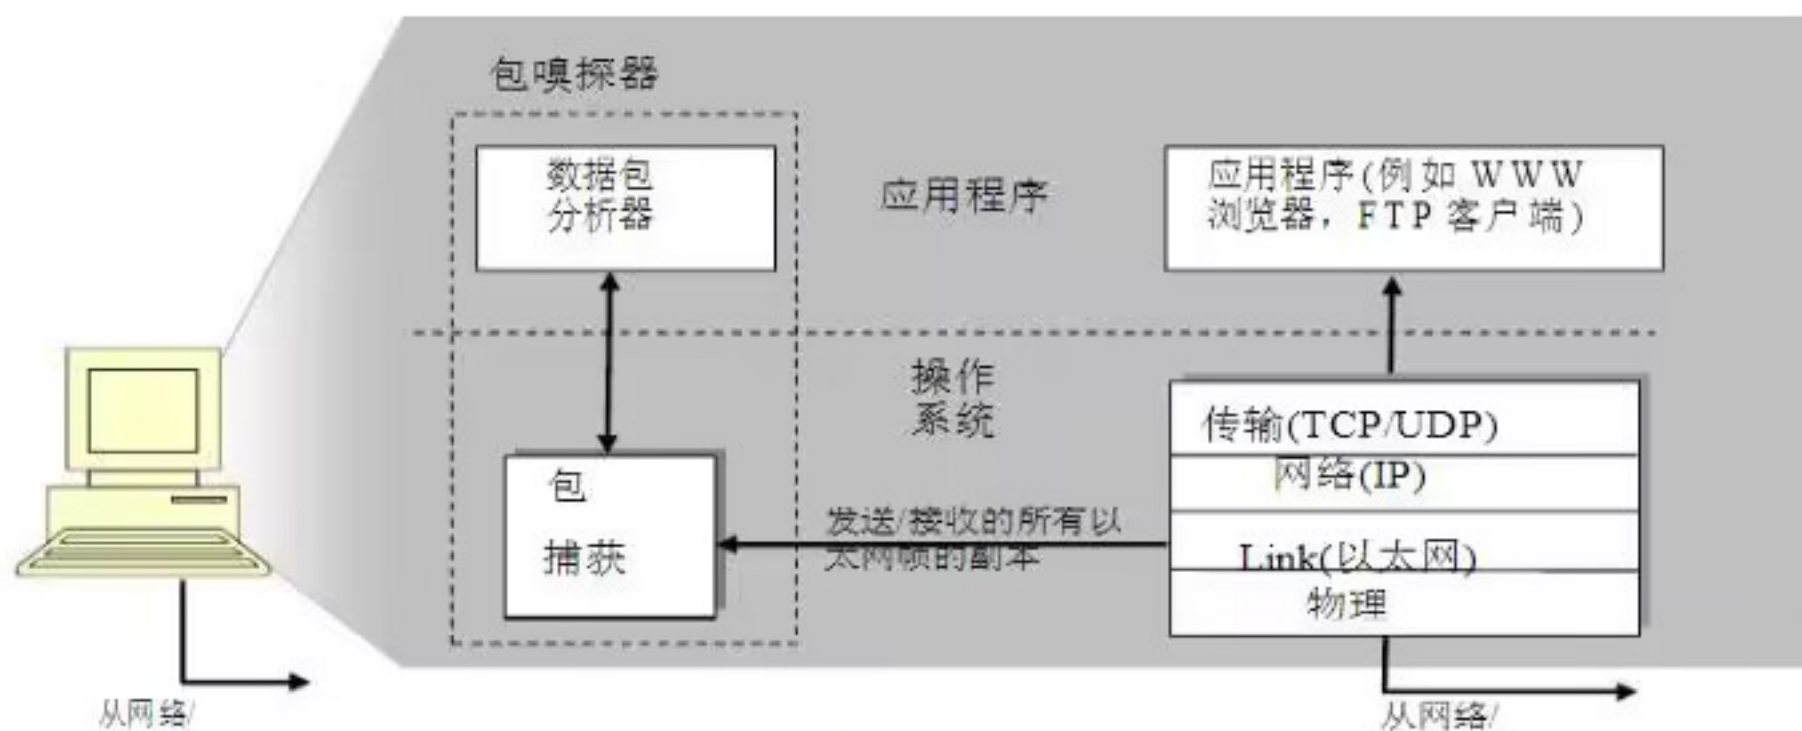 包嗅探器
数据包
分析器
应用程序
应用程序(例如 WWW
浏览器，FTP 客户端)
操作
系统
包
捕获
发送/接收的所有以
太网帧的副本
传输(TCP/UDP)
网络(IP)
Link(以太网)
物理
从网络/
从网络/